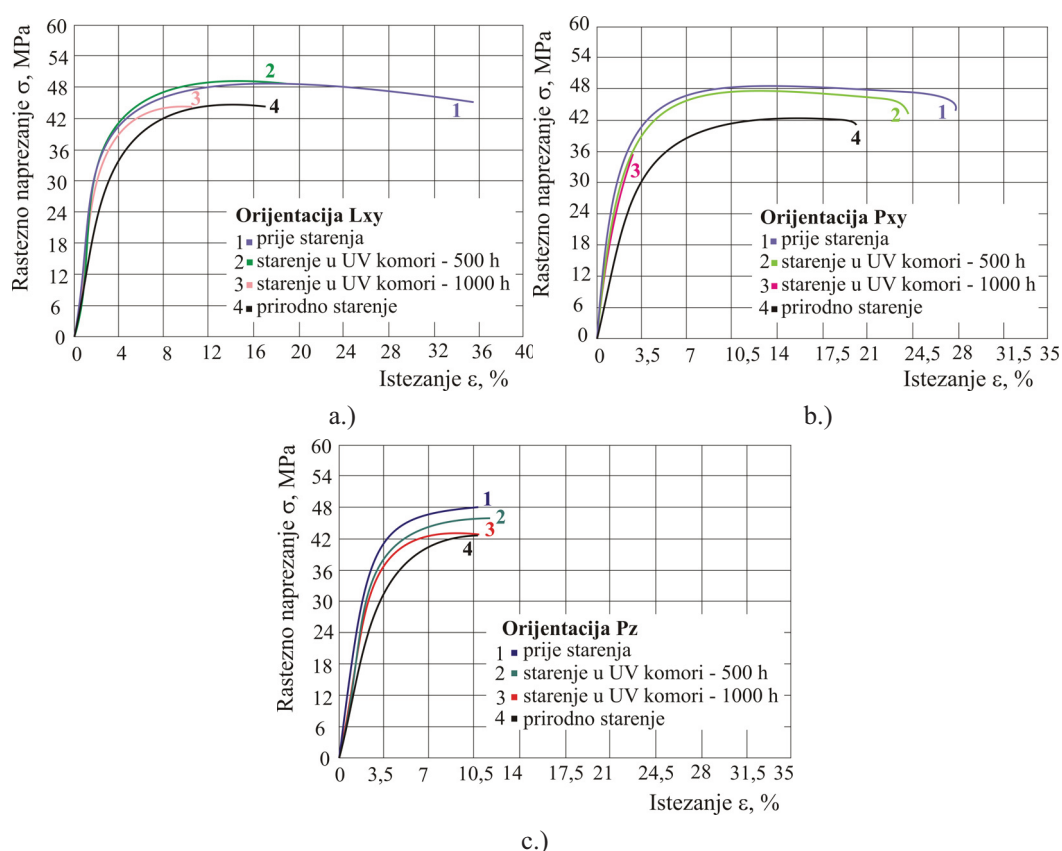 Rastezno naprezanje σ, MPa
60
54
48
42
36
30
24
18
12
6
0
2
3
4
1
Orijentacija Lxy
1 prije starenja
2 starenje u UV komori - 500 h
3 starenje u UV komori - 1000 h
4 prirodno starenje
0 4 8 12 16 20 24 28 32 36 40
Istezanje ε, %
a.)
Rastezno naprezanje σ, MPa
60
54
48
42
36
30
24
18
12
6
0
1
2
4
3
Orijentacija Pxy
1 prije starenja
2 starenje u UV komori - 500 h
3 starenje u UV komori - 1000 h
4 prirodno starenje
0 3,5 7 10,5 14 17,5 21 24,5 28 31,5 35
Istezanje ε, %
b.)
Rastezno naprezanje σ, MPa
60
54
48
42
36
30
24
18
12
6
0
1
2
3
4
Orijentacija Pz
1 prije starenja
2 starenje u UV komori - 500 h
3 starenje u UV komori - 1000 h
4 prirodno starenje
0 3,5 7 10,5 14 17,5 21 24,5 28 31,5 35
Istezanje ε, %
c.)